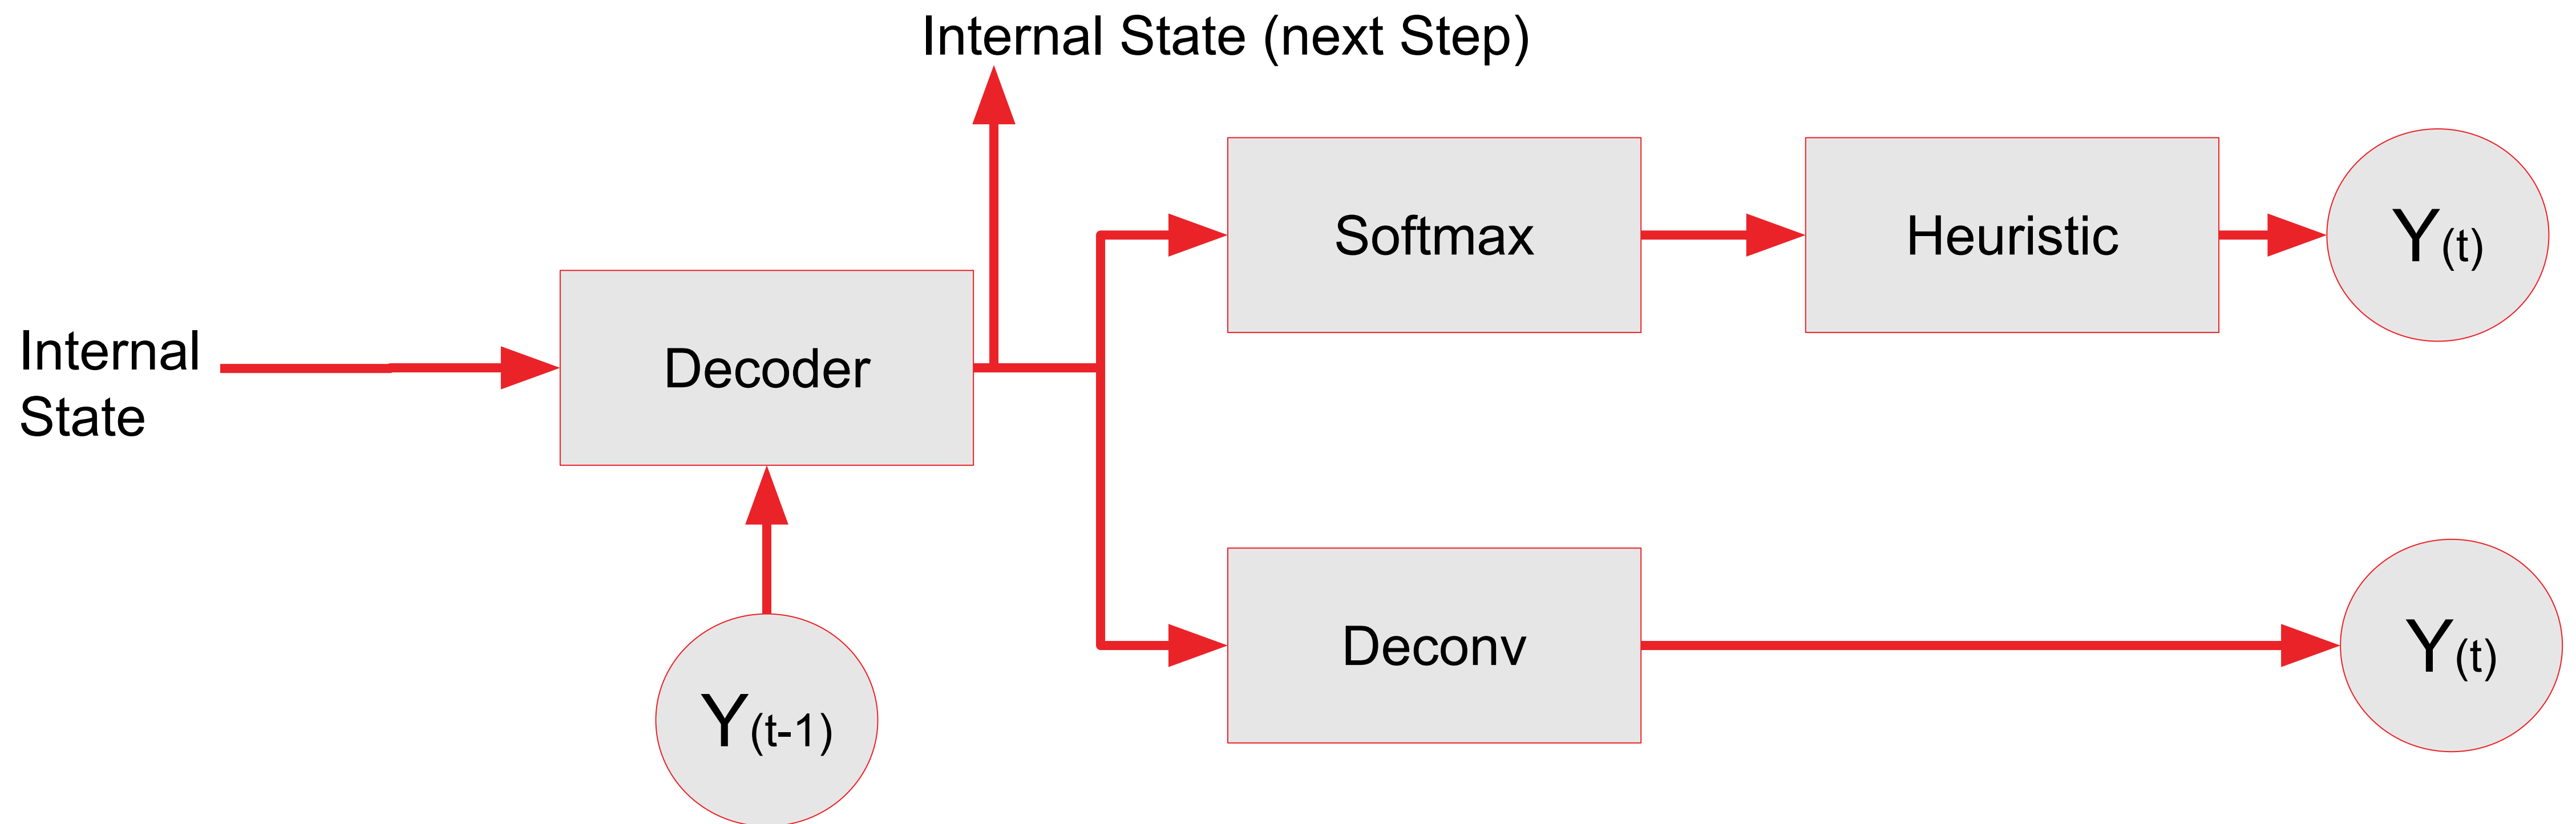 Internal State (next Step)
Softmax
Heuristic
Y(t)
Internal
State
Decoder
Deconv
Y(t)
Y(t-1)